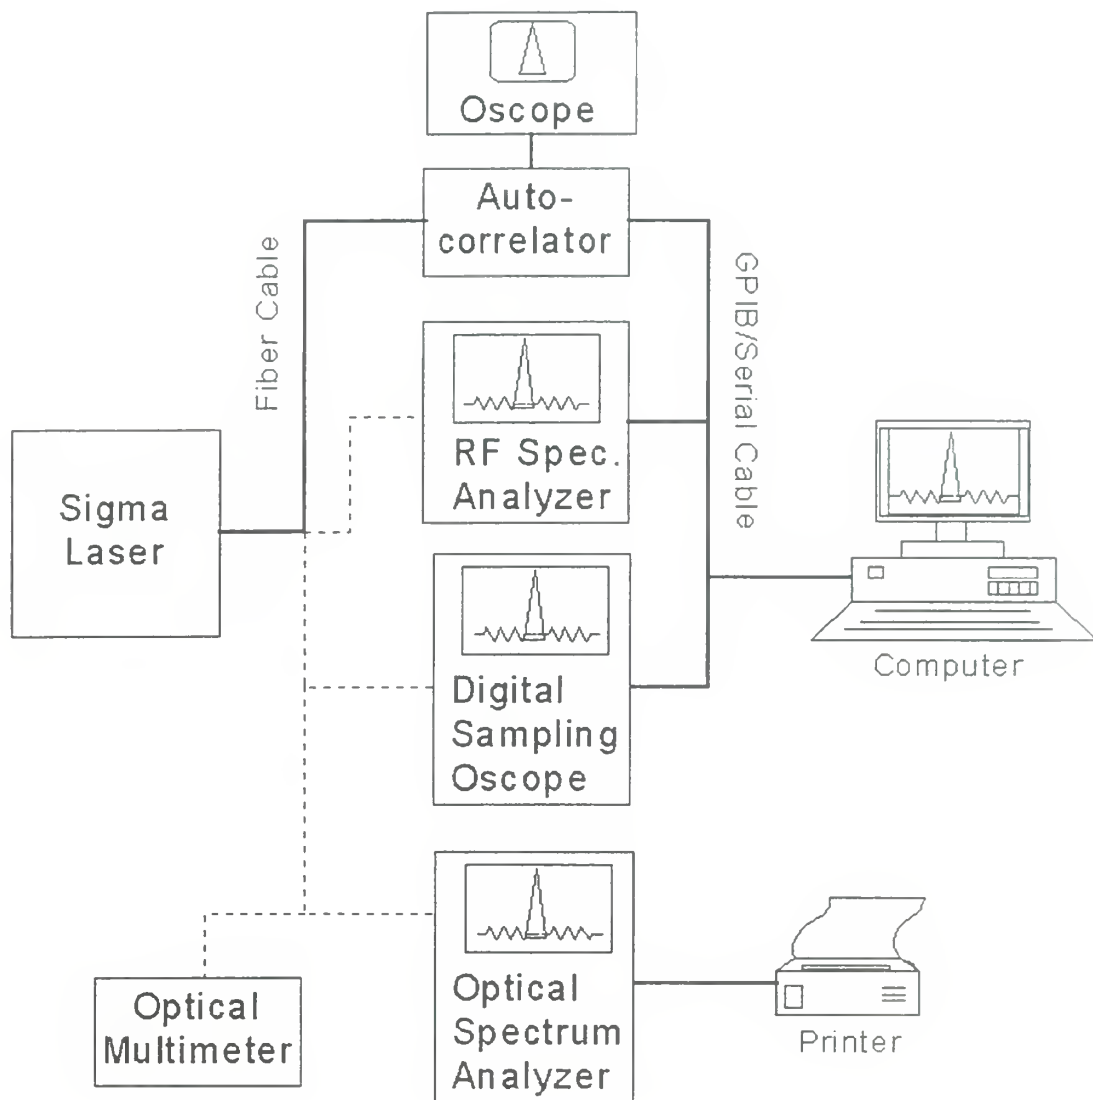 Oscope
Auto-
correlator
Fiber Cable
GPIB/Serial Cable
RF Spec.
Analyzer
Sigma
Laser
Computer
Digital
Sampling
Oscope
Optical
Multimeter
Optical
Spectrum
Analyzer
Printer